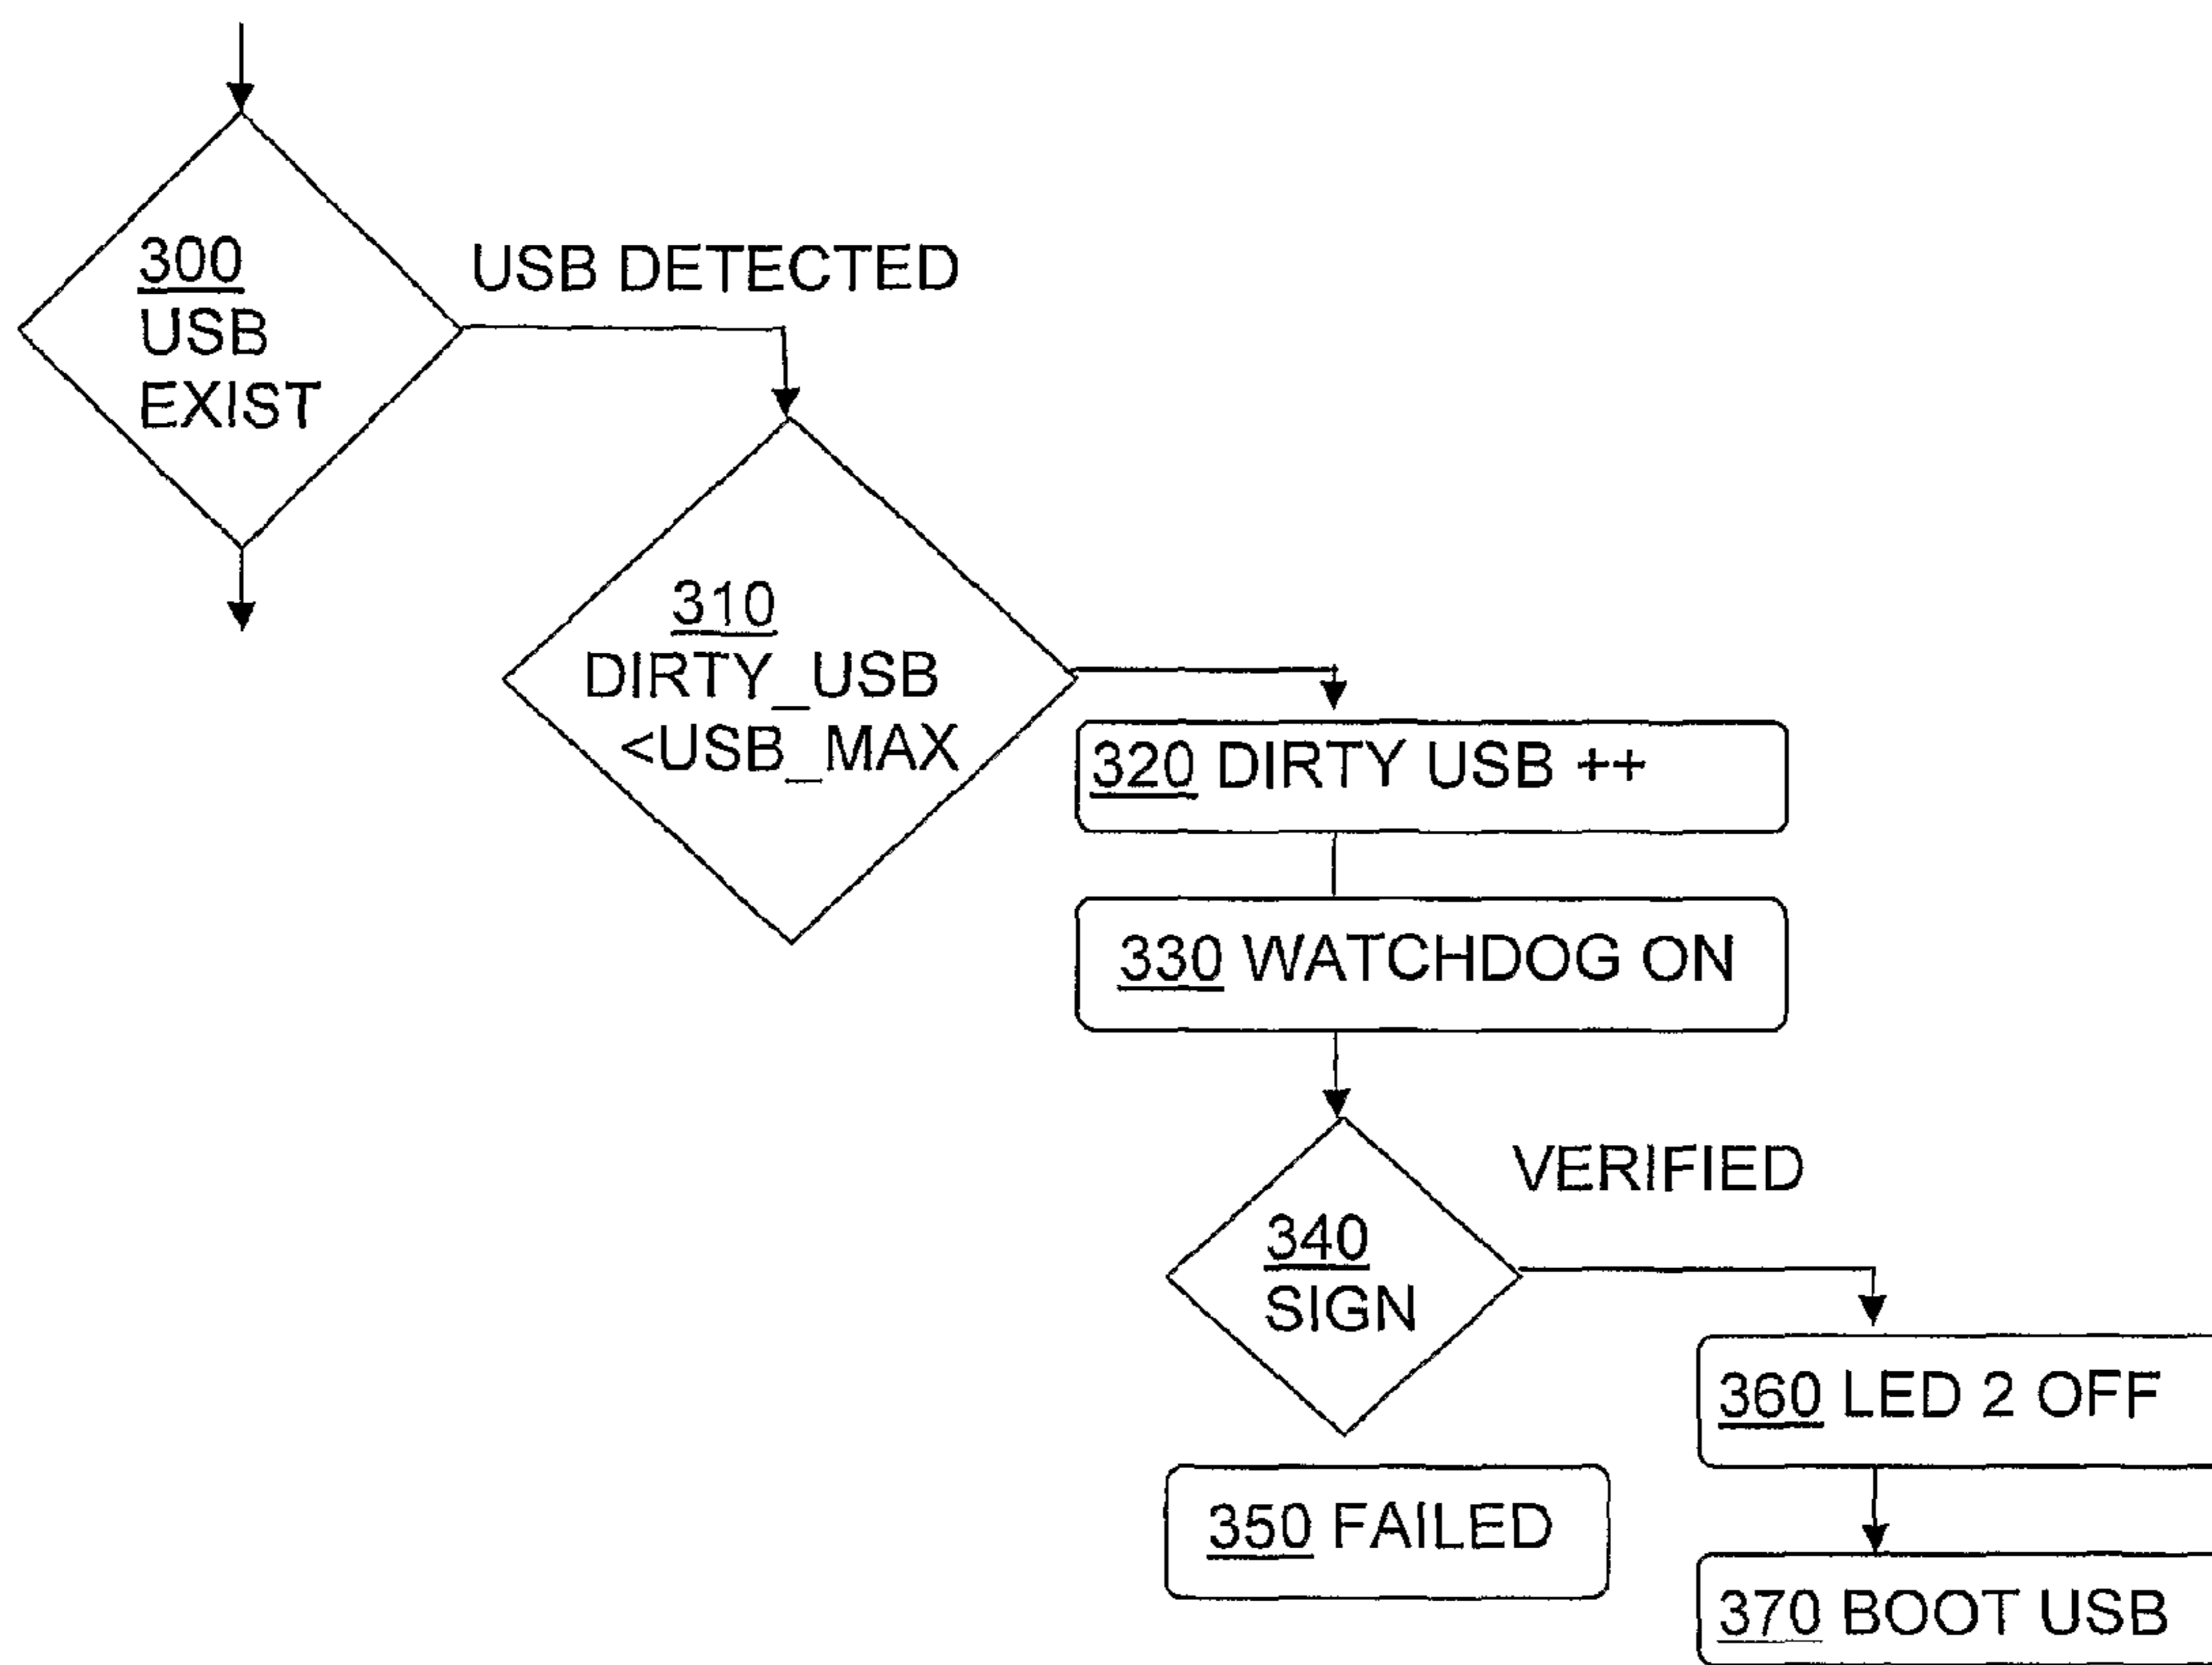 300
USB
EXIST
USB DETECTED
310
DIRTY_USB
<USB_MAX
320 DIRTY USB ++
330 WATCHDOG ON
VERIFIED
340
SIGN
350 FAILED
360 LED 2 OFF
370 BOOT USB